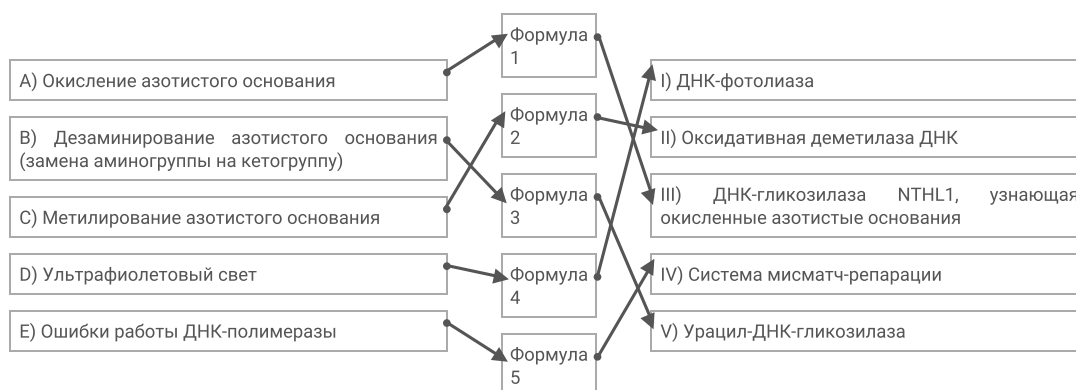 A) Окисление азотистого основания
B) Дезаминирование азотистого основания
(замена аминогруппы на кетогруппу)
C) Метилирование азотистого основания
D) Ультрафиолетовый свет
E) Ошибки работы ДНК-полимеразы
Формула
1
Формула
2
Формула
3
Формула
4
Формула
5
I) ДНК-фотолиаза
II) Оксидативная деметилаза ДНК
III) ДНК-гликозилаза NTHL1, узнающая
окисленные азотистые основания
IV) Система мисматч-репарации
V) Урацил-ДНК-гликозилаза